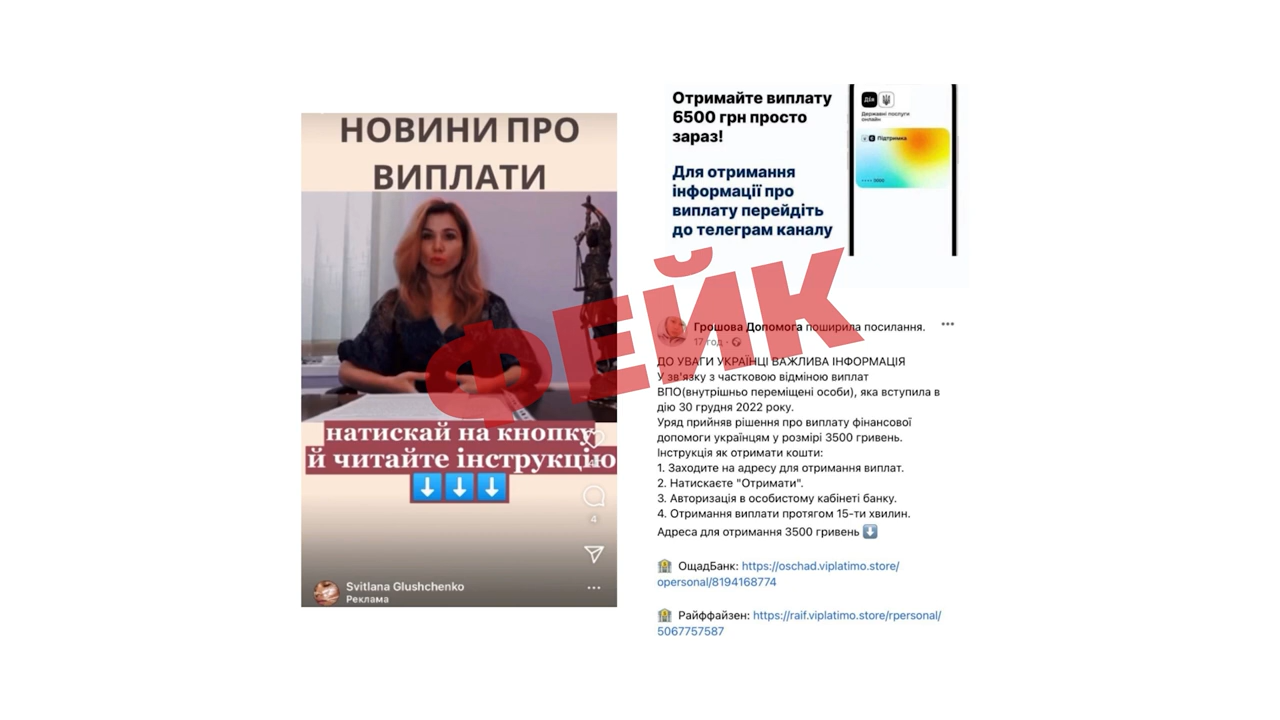 НОВИНИ ПРО
ВИПЛАТИ
натискай на кнопку
й читайте інструкцію
4
Svitlana Glushchenko
Реклама
Отримайте виплату
6500 грн просто
зараз!
Для отримання
інформації про
виплату перейдіть
до телеграм каналу
Дія
Державні послуги
онлайн
єПідтримка
ФЕЙК
Грошова Допомога поширила посилання.
17 год
ДО УВАГИ УКРАЇНЦІ ВАЖЛИВА ІНФОРМАЦІЯ
У зв'язку з частковою відміною виплат
ВПО(внутрішньо переміщені особи), яка вступила в
дію 30 грудня 2022 року.
Уряд прийняв рішення про виплату фінансової
допомоги українцям у розмірі 3500 гривень.
Інструкція як отримати кошти:
1. Заходите на адресу для отримання виплат.
2. Натискаєте "Отримати".
3. Авторизація в особистому кабінеті банку.
4. Отримання виплати протягом 15-ти хвилин.
Адреса для отримання 3500 гривень
ОщадБанк: https://oschad.viplatimo.store/
opersonal/8194168774
Райффайзен: https://raif.viplatimo.store/rpersonal/
5067757587